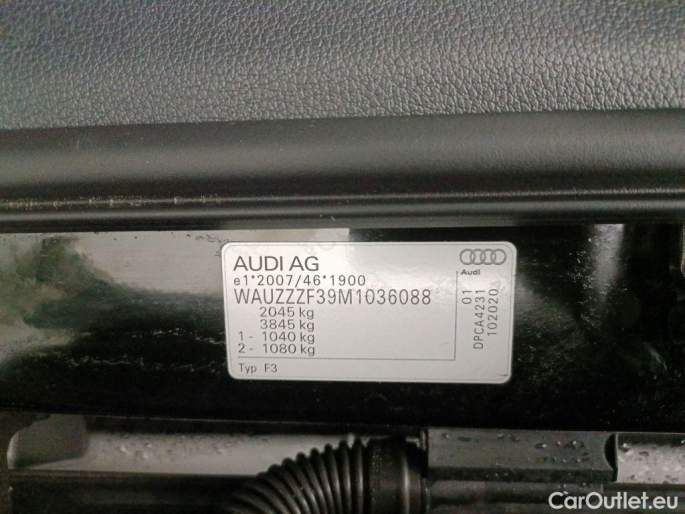 AUDI AG
e1*2007/46*1900
WAUZZZF39M1036088
2045 kg
3845 kg
1 - 1040 kg
2 - 1080 kg
Typ F3
Audi
01
DPCA4231
102020
CarOutlet.eu